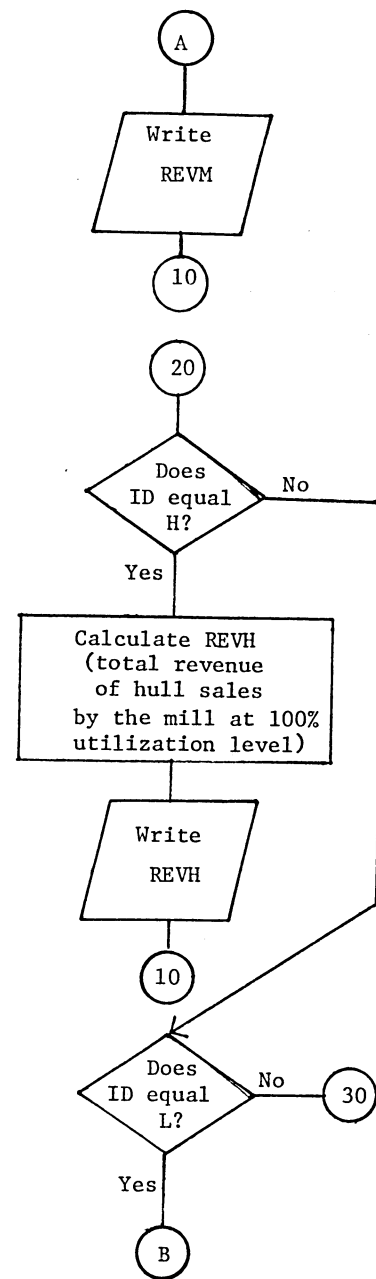 A
Write
REVM
10
20
Does
ID equal
H?
No
Yes
Calculate REVH
(total revenue
of hull sales
by the mill at 100%
utilization level)
Write
REVH
10
Does
ID equal
L?
No
30
Yes
B